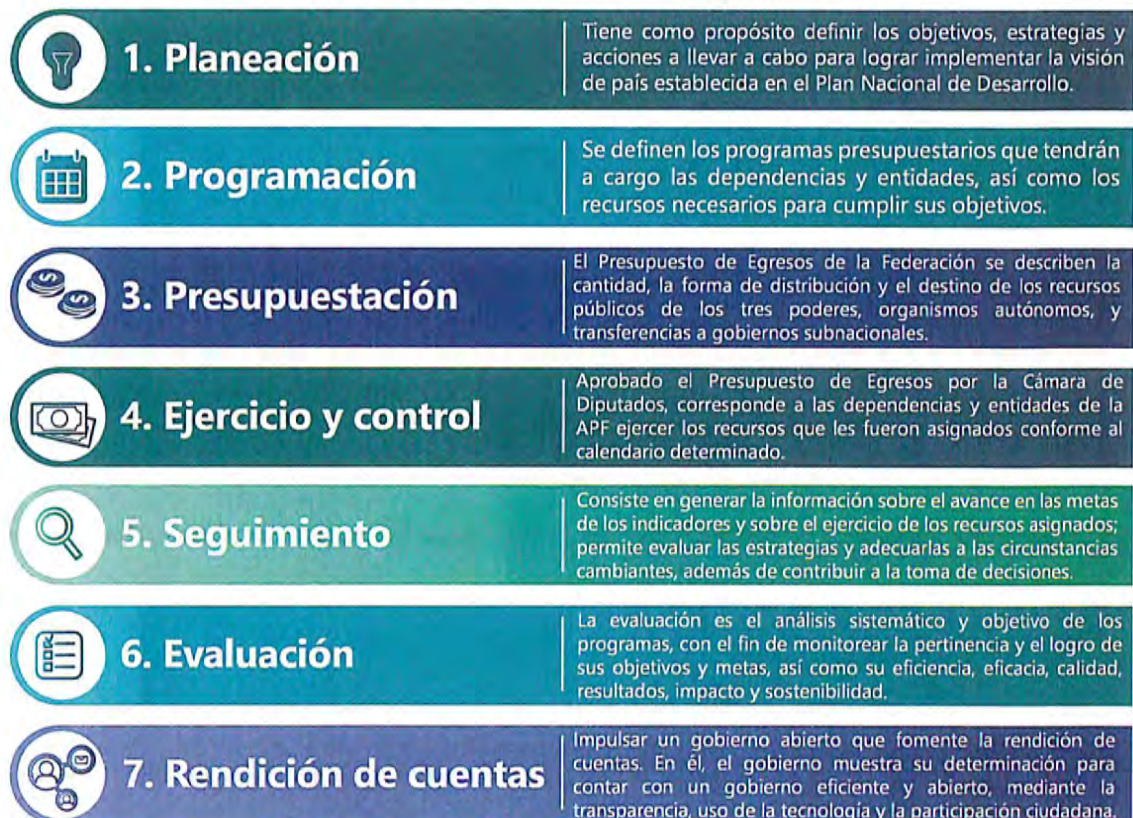 1. Planeación
Tiene como propósito definir los objetivos, estrategias y
acciones a llevar a cabo para lograr implementar la visión
de país establecida en el Plan Nacional de Desarrollo.
2. Programación
Se definen los programas presupuestarios que tendrán
a cargo las dependencias y entidades, así como los
recursos necesarios para cumplir sus objetivos.
3. Presupuestación
El Presupuesto de Egresos de la Federación se describen la
cantidad, la forma de distribución y el destino de los recursos
públicos de los tres poderes, organismos autónomos, y
transferencias a gobiernos subnacionales.
4. Ejercicio y control
Aprobado el Presupuesto de Egresos por la Cámara de
Diputados, corresponde a las dependencias y entidades de la
APF ejercer los recursos que les fueron asignados conforme al
calendario determinado.
5. Seguimiento
Consiste en generar la información sobre el avance en las metas
de los indicadores y sobre el ejercicio de los recursos asignados;
permite evaluar las estrategias y adecuarlas a las circunstancias
cambiantes, además de contribuir a la toma de decisiones.
6. Evaluación
La evaluación es el análisis sistemático y objetivo de los
programas, con el fin de monitorear la pertinencia y el logro de
sus objetivos y metas, así como su eficiencia, eficacia, calidad,
resultados, impacto y sostenibilidad.
7. Rendición de cuentas
Impulsar un gobierno abierto que fomente la rendición de
cuentas. En él, el gobierno muestra su determinación para
contar con un gobierno eficiente y abierto, mediante la
transparencia, uso de la tecnología y la participación ciudadana.